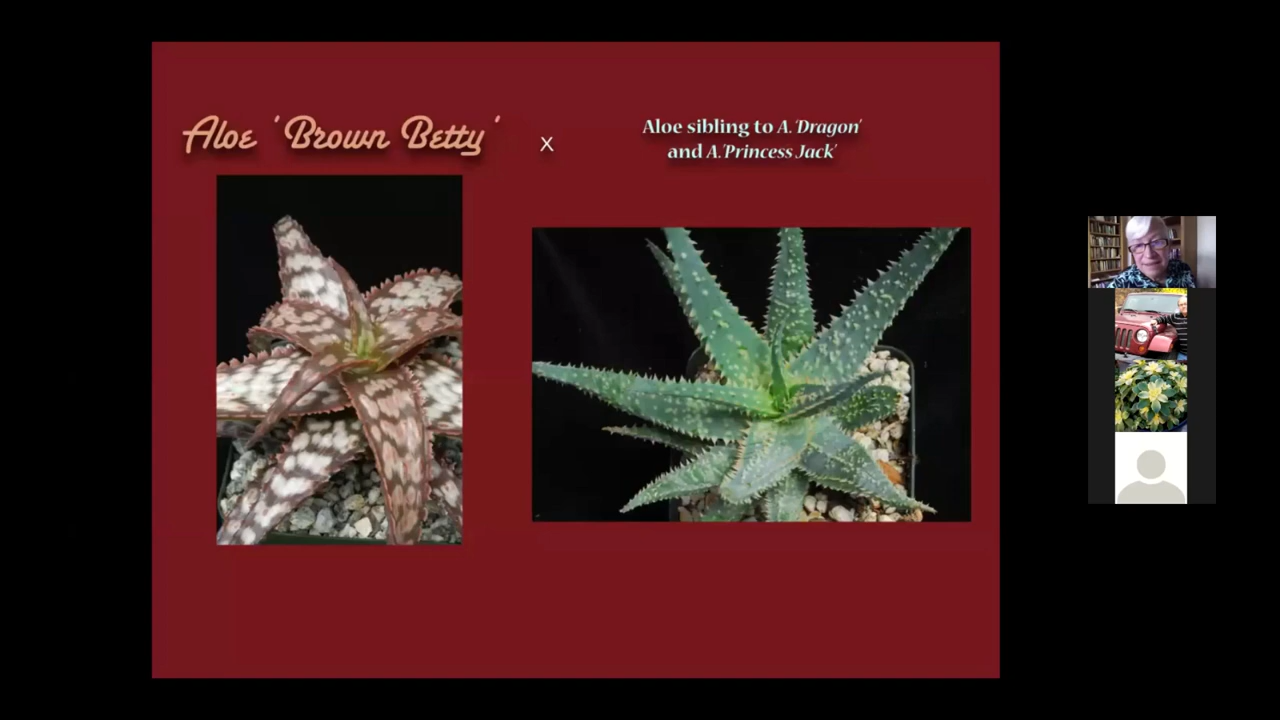 Aloe 'Brown Betty'
x
Aloe sibling to A.'Dragon'
and A.'Princess Jack'